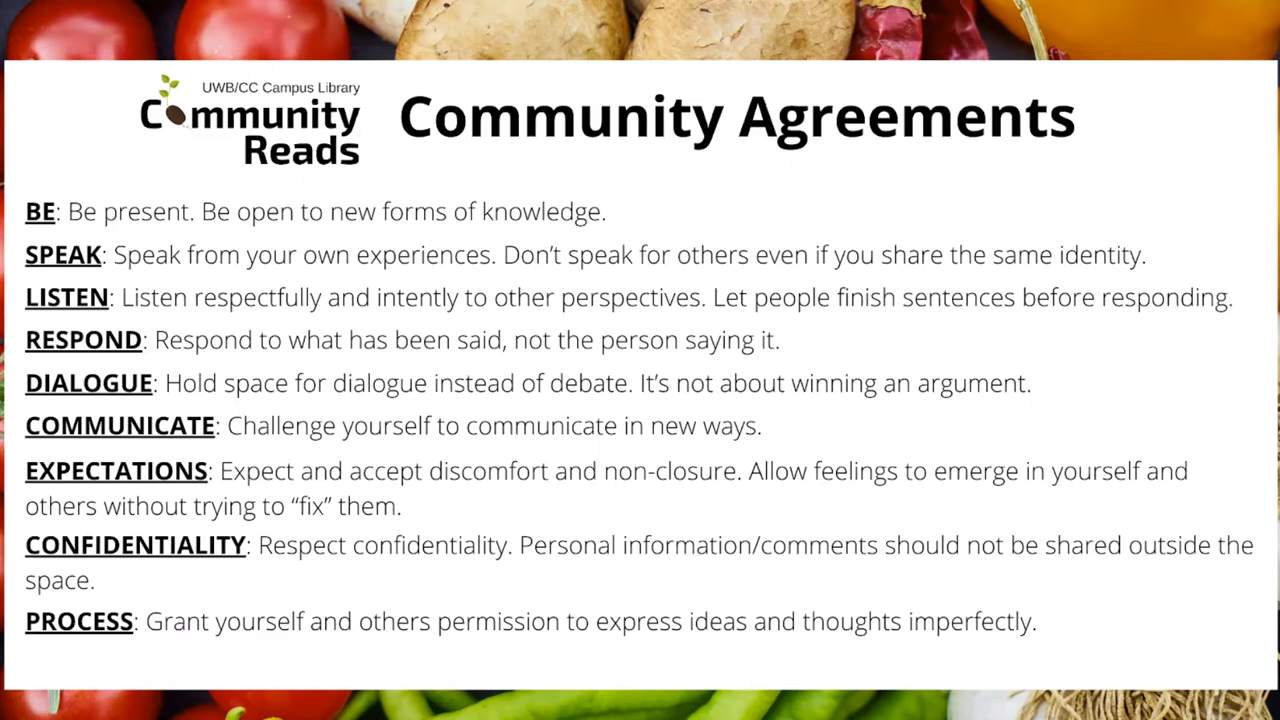 UWB/CC Campus Library
Community
Reads
Community Agreements
BE: Be present. Be open to new forms of knowledge.
SPEAK: Speak from your own experiences. Don’t speak for others even if you share the same identity.
LISTEN: Listen respectfully and intently to other perspectives. Let people finish sentences before responding.
RESPOND: Respond to what has been said, not the person saying it.
DIALOGUE: Hold space for dialogue instead of debate. It’s not about winning an argument.
COMMUNICATE: Challenge yourself to communicate in new ways.
EXPECTATIONS: Expect and accept discomfort and non-closure. Allow feelings to emerge in yourself and
others without trying to “fix” them.
CONFIDENTIALITY: Respect confidentiality. Personal information/comments should not be shared outside the
space.
PROCESS: Grant yourself and others permission to express ideas and thoughts imperfectly.